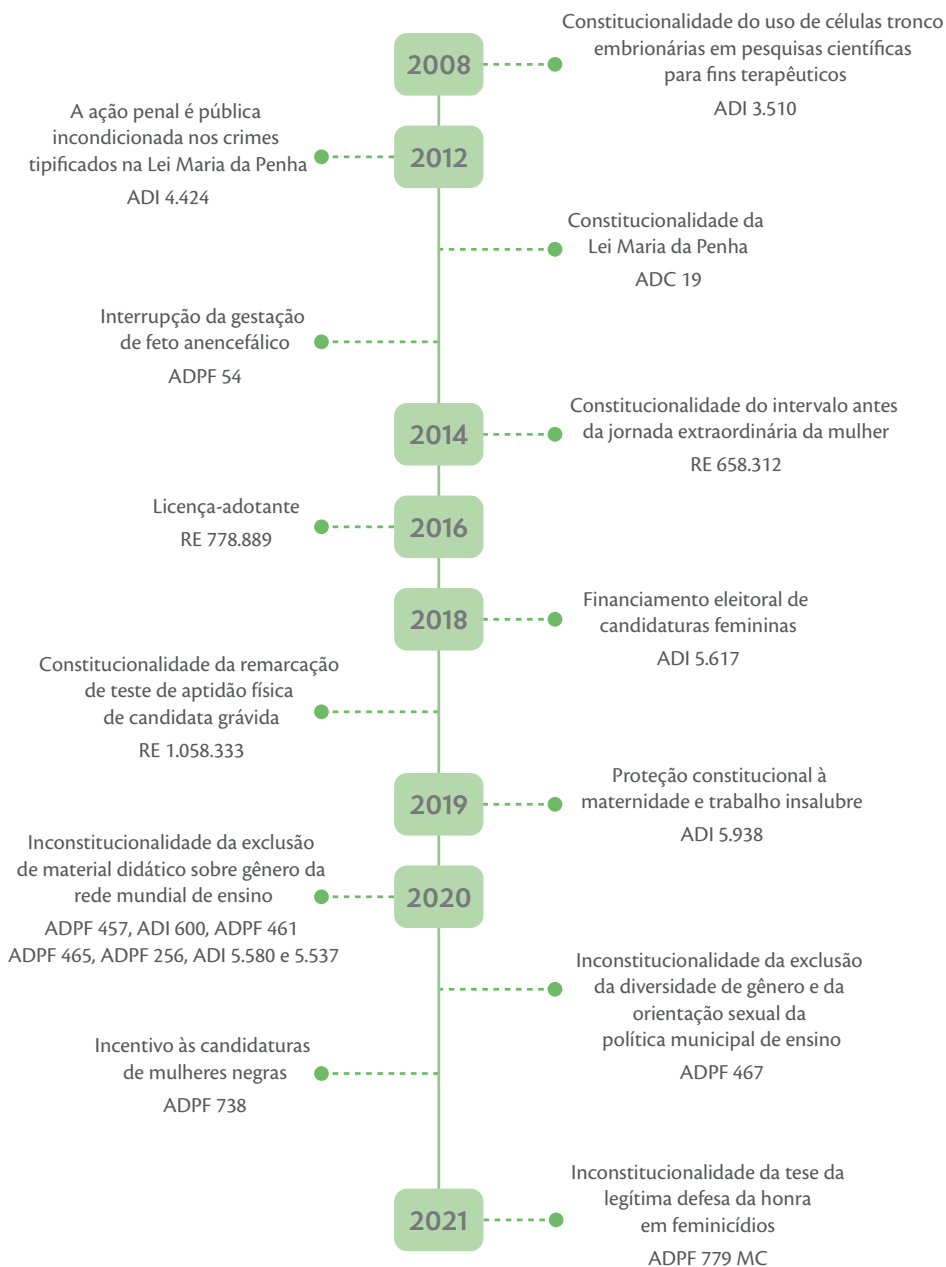 2008
Constitucionalidade do uso de células tronco
embrionárias em pesquisas científicas
para fins terapêuticos
ADI 3.510
A ação penal é pública
incondicionada nos crimes
tipificados na Lei Maria da Penha
ADI 4.424
2012
Constitucionalidade da
Lei Maria da Penha
ADC 19
Interrupção da gestação
de feto anencefálico
ADPF 54
2014
Constitucionalidade do intervalo antes
da jornada extraordinária da mulher
RE 658.312
Licença-adotante
RE 778.889
2016
2018
Financiamento eleitoral de
candidaturas femininas
ADI 5.617
Constitucionalidade da remarcação
de teste de aptidão física
de candidata grávida
RE 1.058.333
2019
Proteção constitucional à
maternidade e trabalho insalubre
ADI 5.938
Inconstitucionalidade da exclusão
de material didático sobre gênero da
rede mundial de ensino
ADPF 457, ADI 600, ADPF 461
ADPF 465, ADPF 256, ADI 5.580 e 5.537
2020
Inconstitucionalidade da exclusão
da diversidade de gênero e da
orientação sexual da
política municipal de ensino
ADPF 467
Incentivo às candidaturas
de mulheres negras
ADPF 738
2021
Inconstitucionalidade da tese da
legítima defesa da honra
em feminicídios
ADPF 779 MC